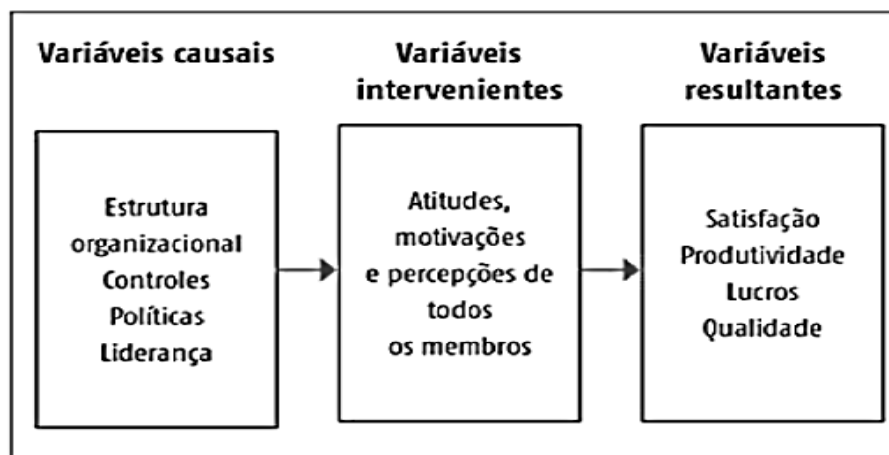 Variáveis causais
Variáveis
intervenientes
Variáveis
resultantes
Estrutura
organizacional
Controles
Políticas
Liderança
Atitudes,
motivações
e percepções de
todos
os membros
Satisfação
Produtividade
Lucros
Qualidade